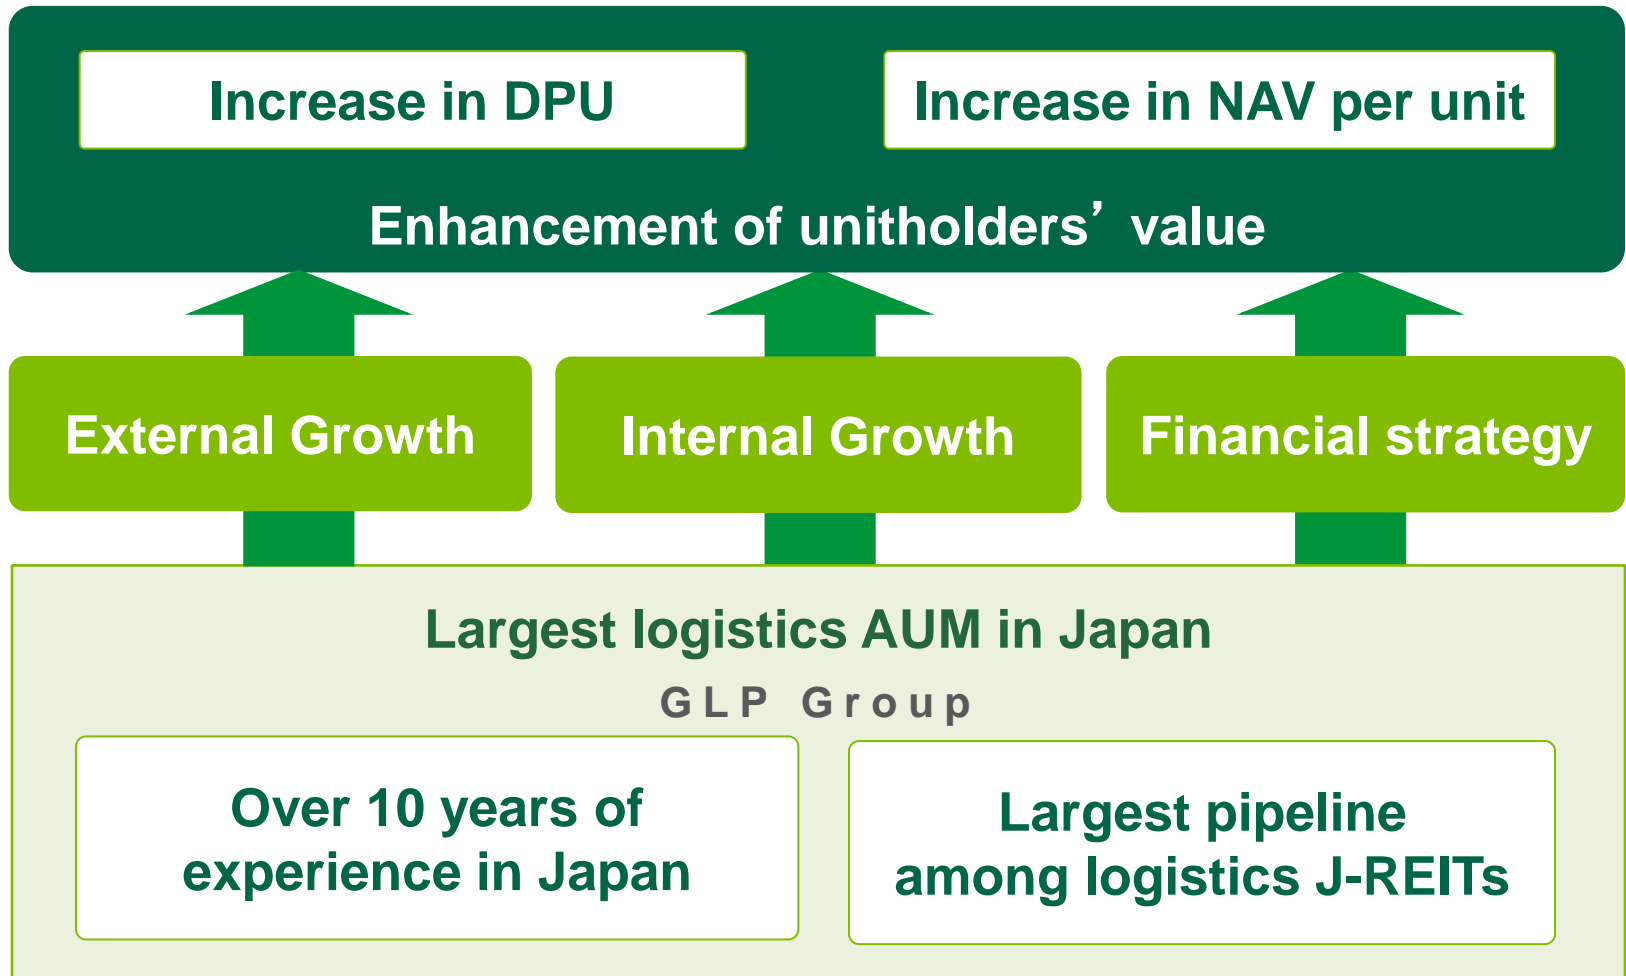 Increase in DPU
Increase in NAV per unit
Enhancement of unitholders’ value
External Growth
Internal Growth
Financial strategy
Largest logistics AUM in Japan
GLP Group
Over 10 years of
experience in Japan
Largest pipeline
among logistics J-REITs